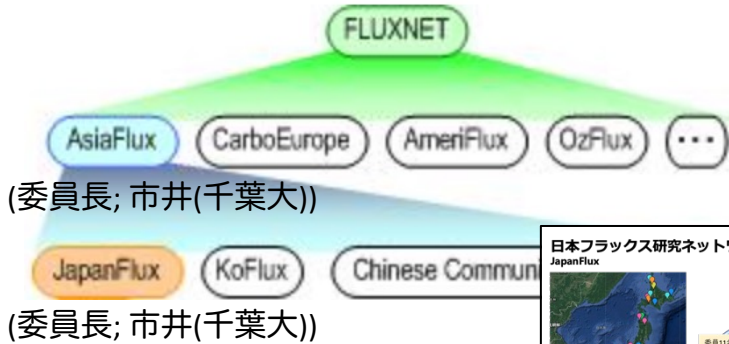 FLUXNET
AsiaFlux CarboEurope AmeriFlux OzFlux ・・・
(委員長; 市井(千葉大))
JapanFlux KoFlux Chinese Communi
(委員長; 市井(千葉大))
日本フラックス研究ネット
JapanFlux